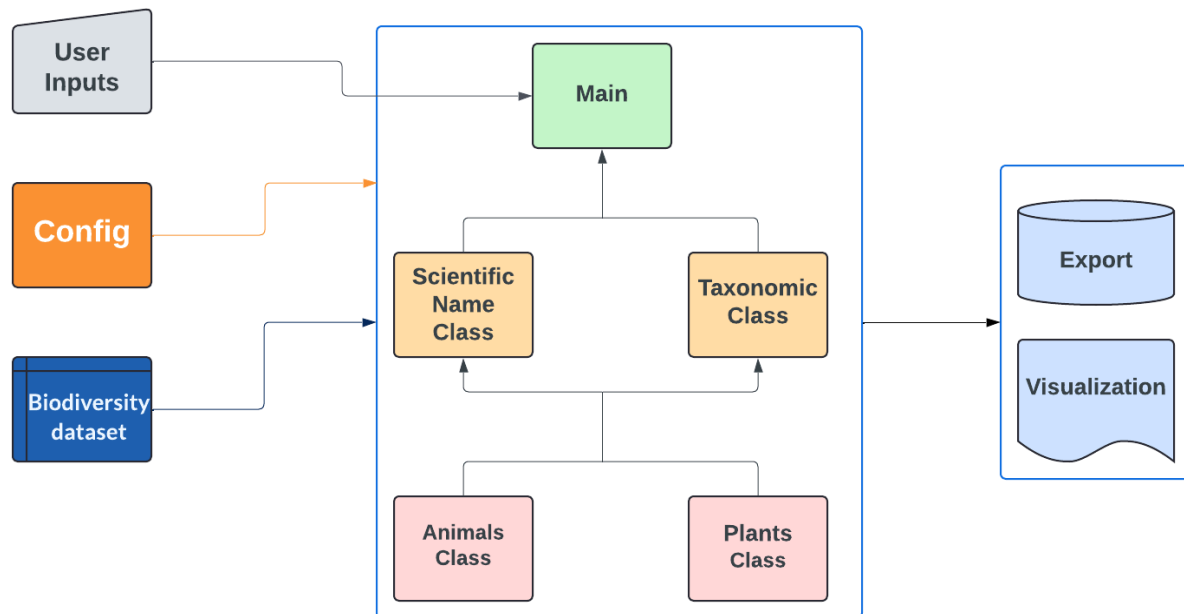 User
Inputs
Main
Config
Scientific
Name
Class
Taxonomic
Class
Export
Biodiversity
dataset
Visualization
Animals
Class
Plants
Class